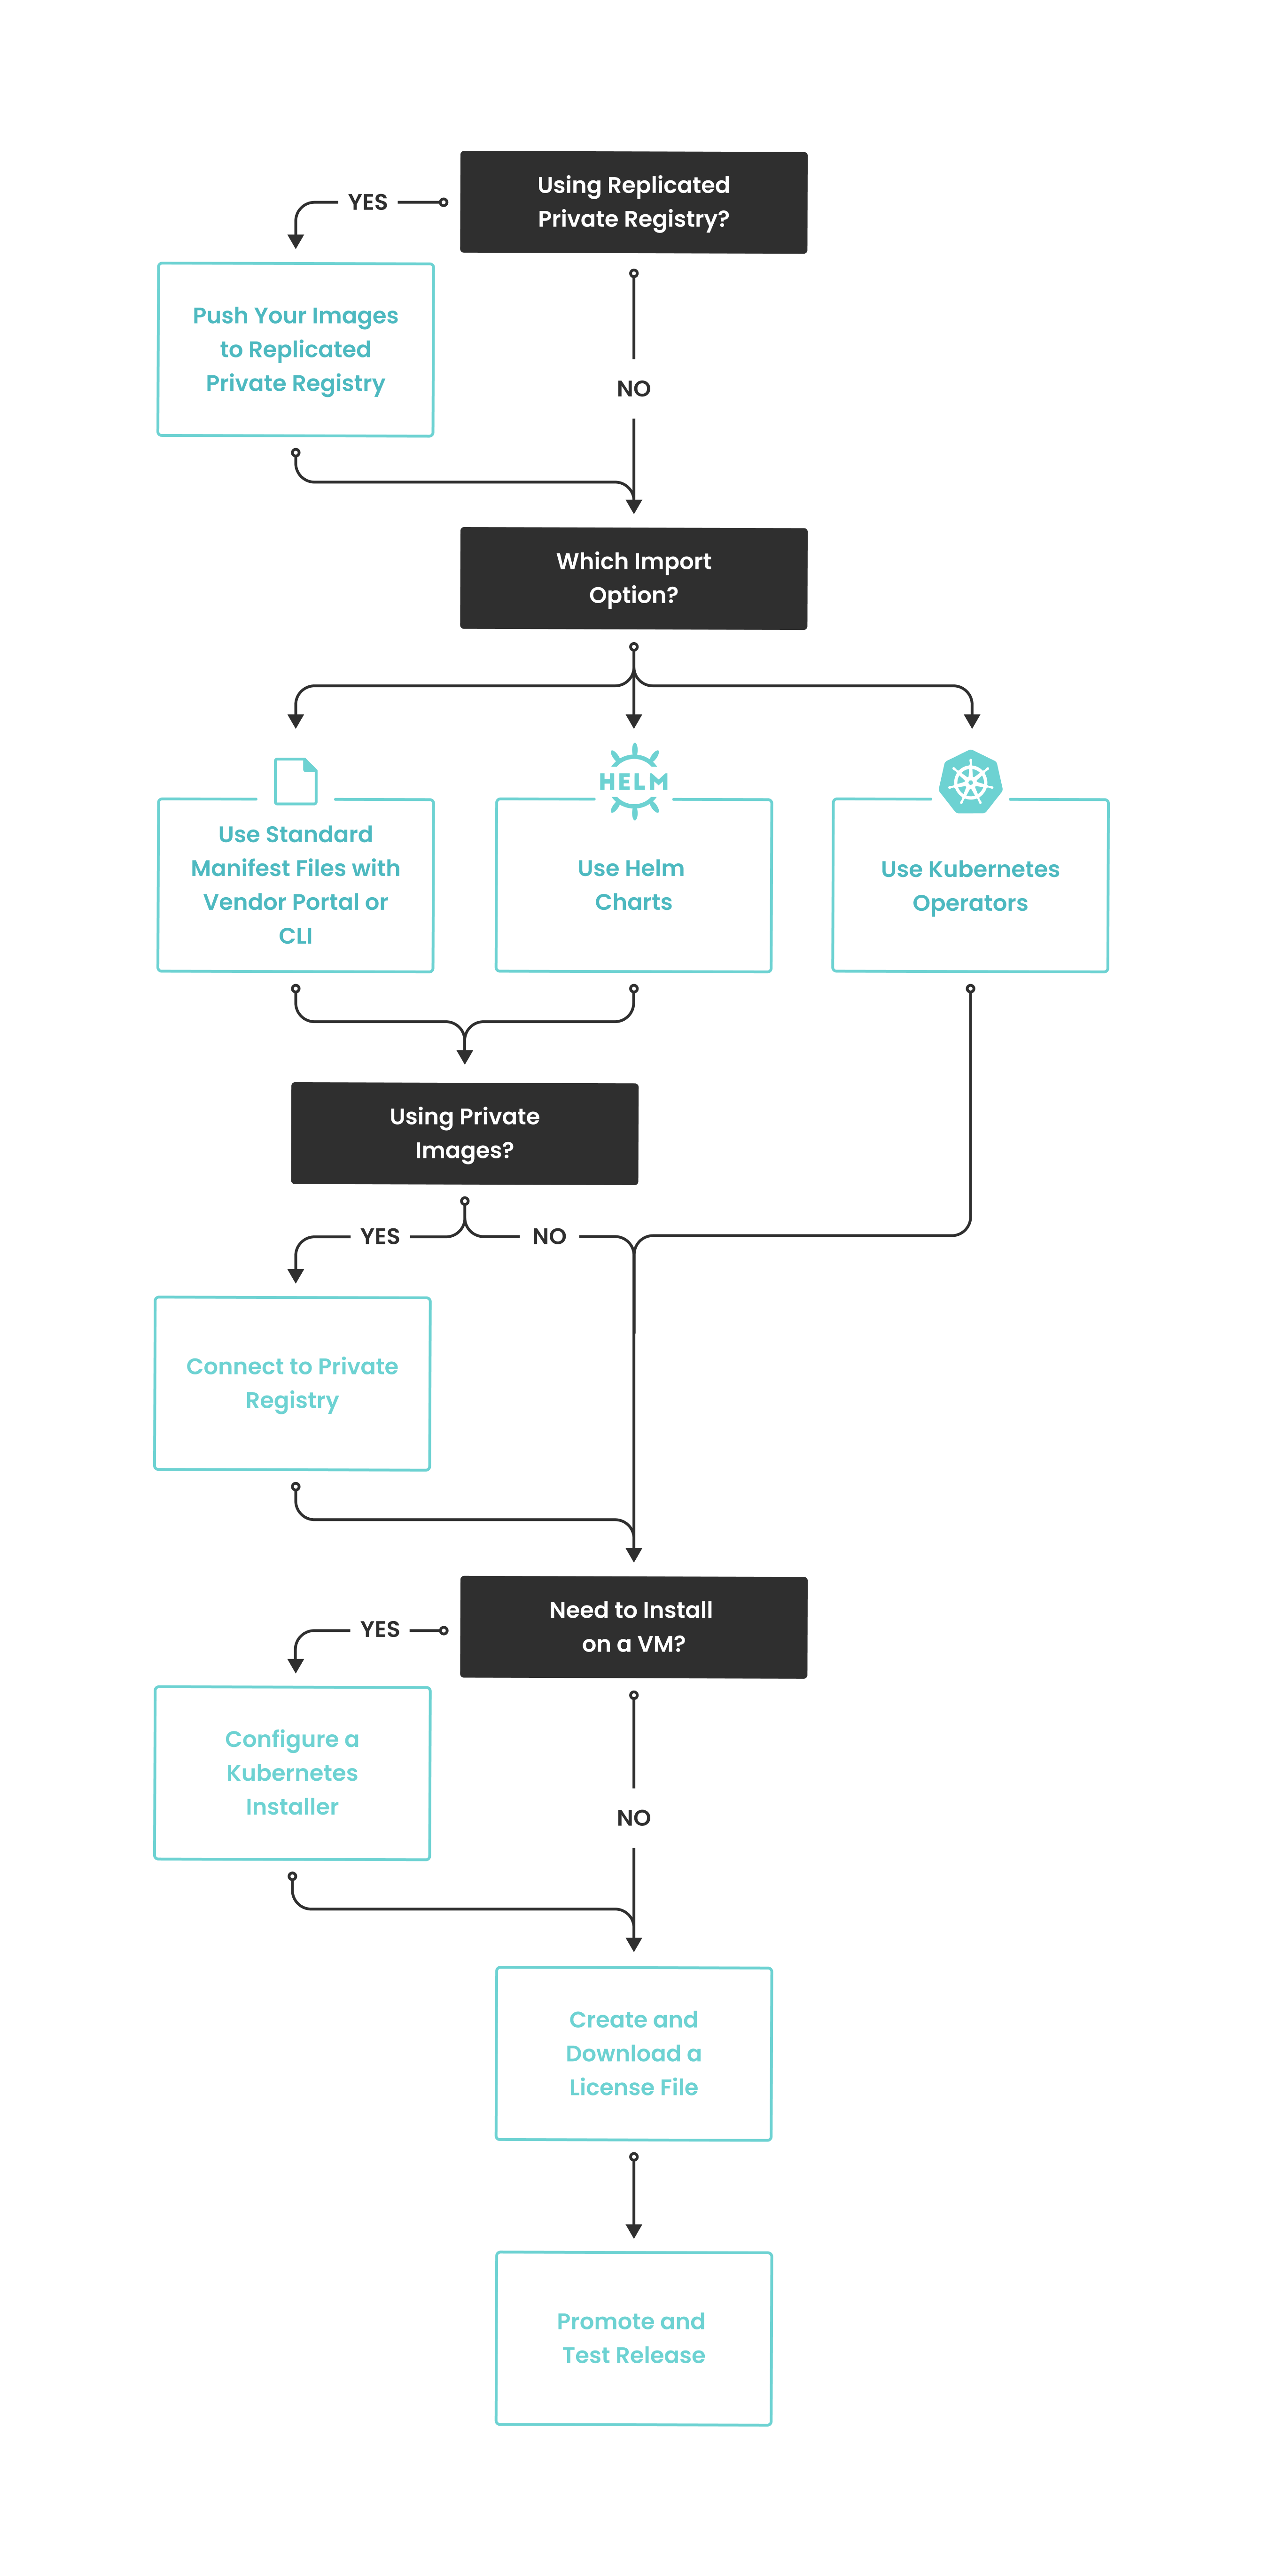 Using Replicated
Private Registry?
YES
Push Your Images
to Replicated
Private Registry
NO
Which Import
Option?
Use Standard
Manifest Files with
Vendor Portal or
CLI
HELM
Use Helm
Charts
Use Kubernetes
Operators
Using Private
Images?
YES
NO
Connect to Private
Registry
Need to Install
on a VM?
YES
Configure a
Kubernetes
Installer
NO
Create and
Download a
License File
Promote and
Test Release